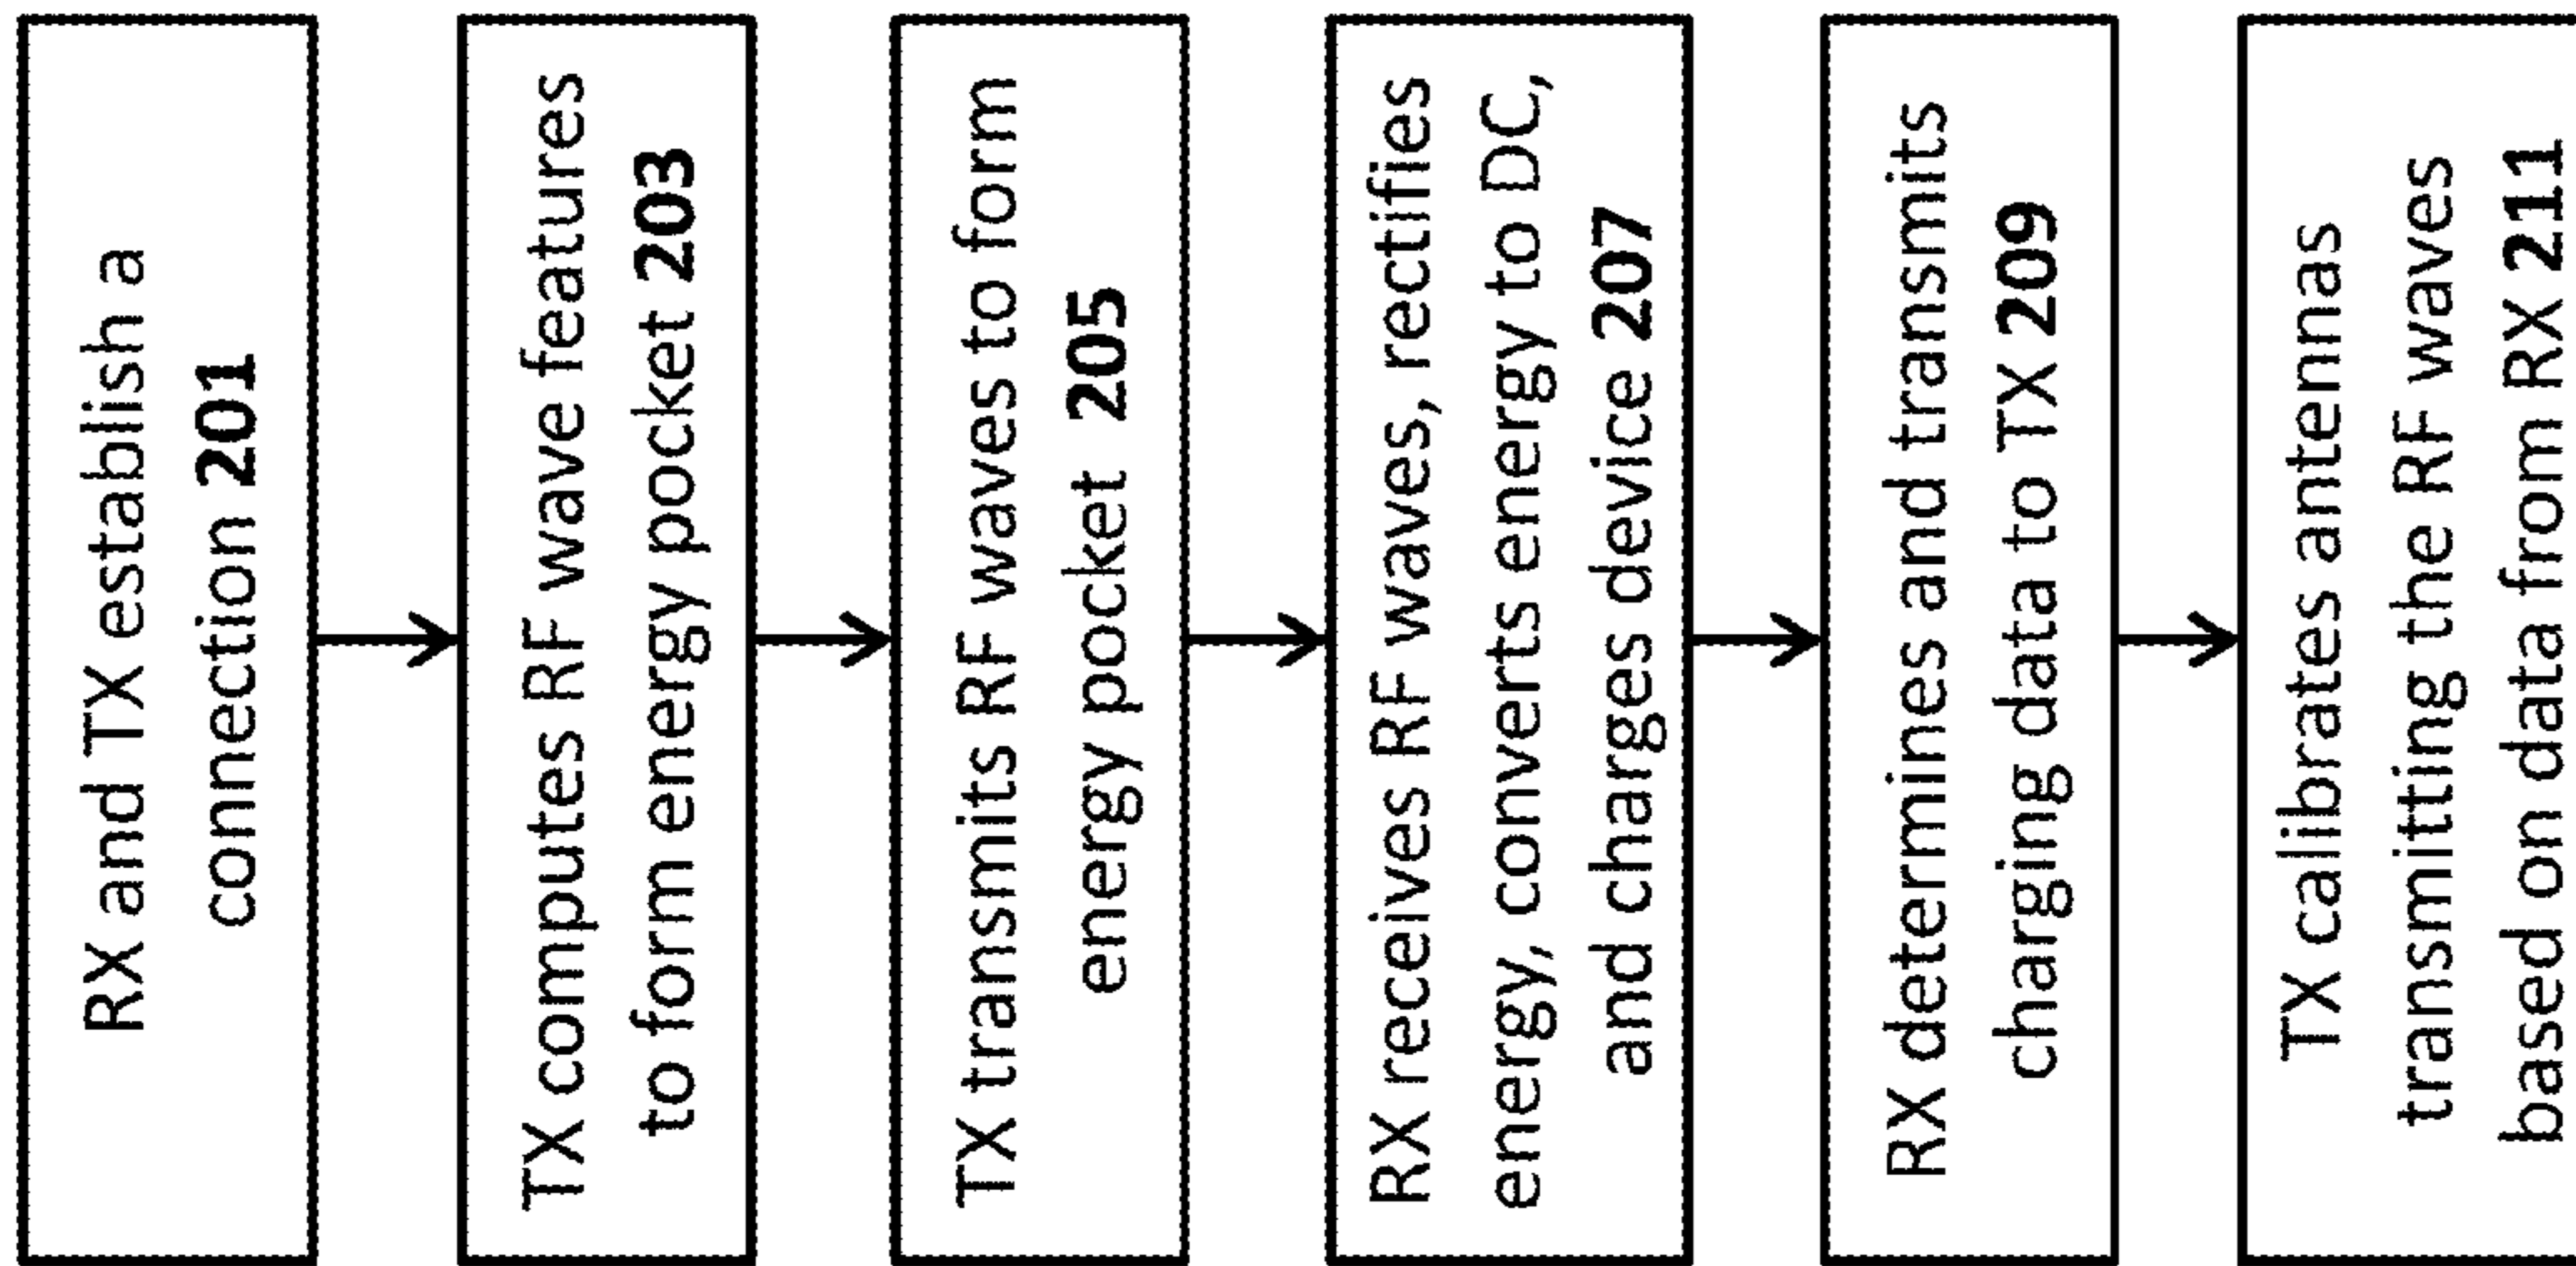 RX and TX establish a
connection 201
TX computes RF wave features
to form energy pocket 203
TX transmits RF waves to form
energy pocket 205
RX receives RF waves, rectifies
energy, converts energy to DC,
and charges device 207
RX determines and transmits
charging data to TX 209
TX calibrates antennas
transmitting the RF waves
based on data from RX 211